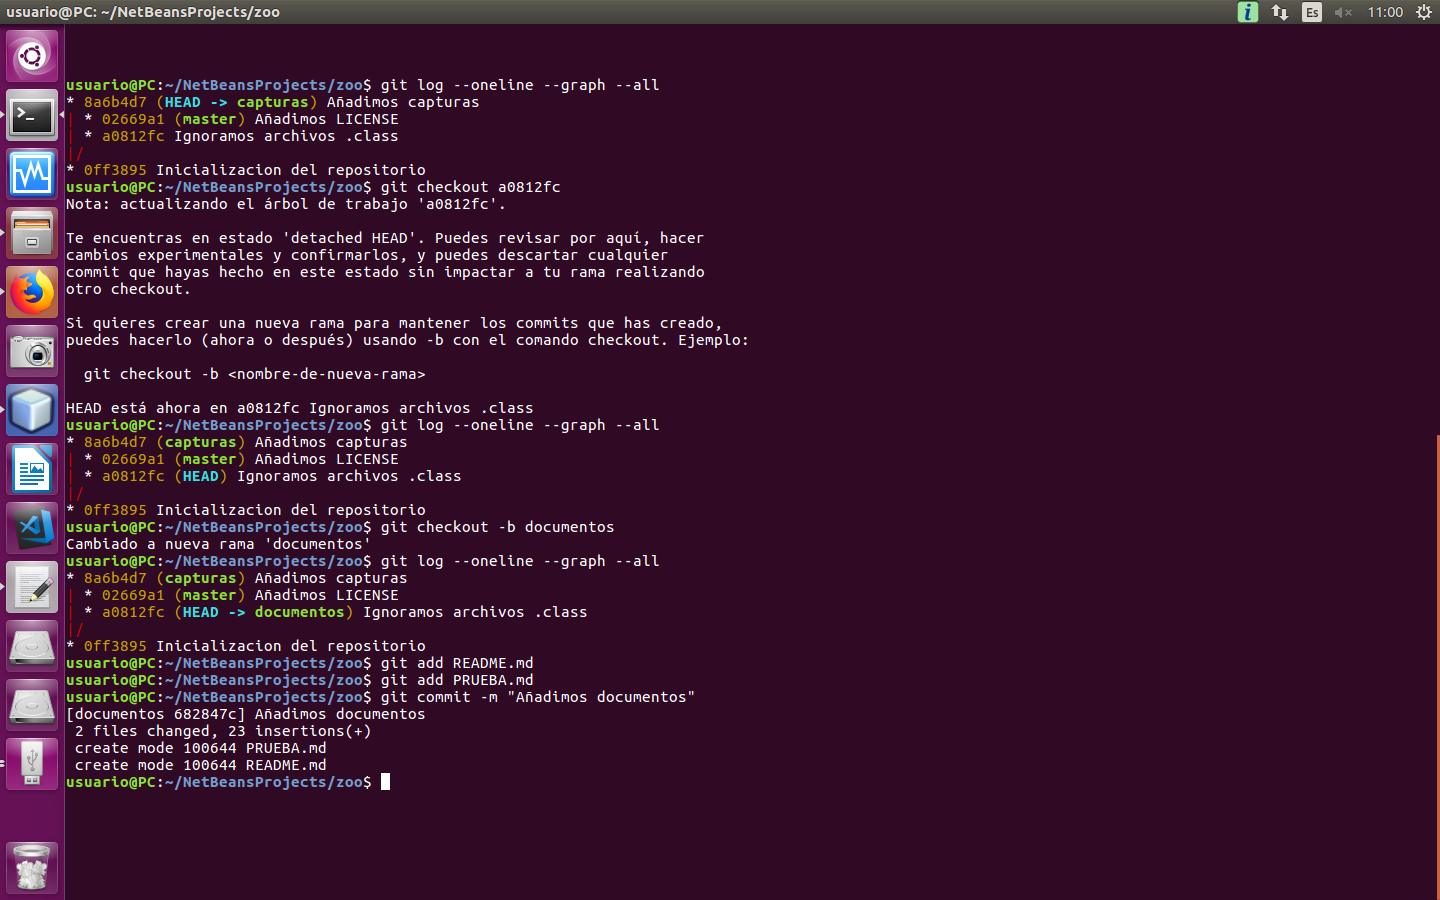 usuario@PC: ~/NetBeansProjects/zoo
Es
11:00
usuario@PC:~/NetBeansProjects/zoo$ git log --oneline --graph --all
* 8a6b4d7 (HEAD -> capturas) Añadimos capturas
| * 02669a1 (master) Añadimos LICENSE
| * a0812fc Ignoramos archivos .class
|/
* 0ff3895 Inicializacion del repositorio
usuario@PC:~/NetBeansProjects/zoo$ git checkout a0812fc
Nota: actualizando el árbol de trabajo 'a0812fc'.
Te encuentras en estado 'detached HEAD'. Puedes revisar por aquí, hacer
cambios experimentales y confirmarlos, y puedes descartar cualquier
commit que hayas hecho en este estado sin impactar a tu rama realizando
otro checkout.
Si quieres crear una nueva rama para mantener los commits que has creado,
puedes hacerlo (ahora o después) usando -b con el comando checkout. Ejemplo:
git checkout -b <nombre-de-nueva-rama>
HEAD está ahora en a0812fc Ignoramos archivos .class
usuario@PC:~/NetBeansProjects/zoo$ git log --oneline --graph --all
* 8a6b4d7 (capturas) Añadimos capturas
| * 02669a1 (master) Añadimos LICENSE
| * a0812fc (HEAD) Ignoramos archivos .class
|/
* 0ff3895 Inicializacion del repositorio
usuario@PC:~/NetBeansProjects/zoo$ git checkout -b documentos
Cambiado a nueva rama 'documentos'
usuario@PC:~/NetBeansProjects/zoo$ git log --oneline --graph --all
* 8a6b4d7 (capturas) Añadimos capturas
| * 02669a1 (master) Añadimos LICENSE
| * a0812fc (HEAD -> documentos) Ignoramos archivos .class
|/
* 0ff3895 Inicializacion del repositorio
usuario@PC:~/NetBeansProjects/zoo$ git add README.md
usuario@PC:~/NetBeansProjects/zoo$ git add PRUEBA.md
usuario@PC:~/NetBeansProjects/zoo$ git commit -m "Añadimos documentos"
[documentos 682847c] Añadimos documentos
2 files changed, 23 insertions(+)
create mode 100644 PRUEBA.md
create mode 100644 README.md
usuario@PC:~/NetBeansProjects/zoo$